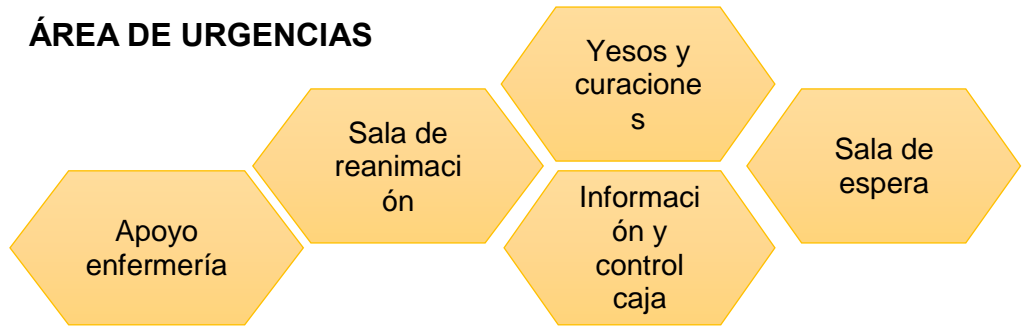 ÁREA DE URGENCIAS
Apoyo
enfermería
Sala de
reanimaci
ón
Yesos y
curacione
s
Informaci
ón y
control
caja
Sala de
espera